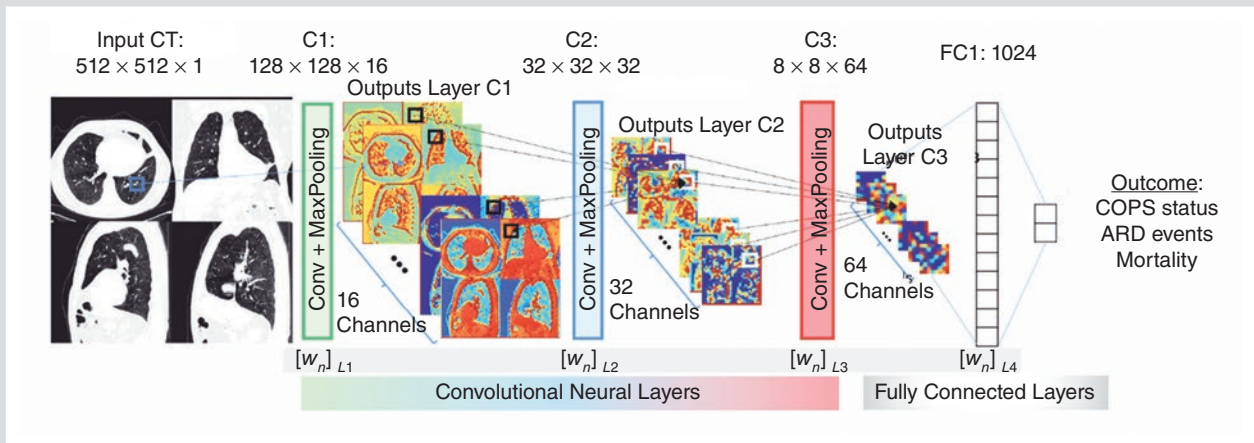 Input CT:
512 × 512 × 1
C1:
128 × 128 × 16
C2:
32 × 32 × 32
C3:
8 × 8 × 64
FC1: 1024
Outputs Layer C1
Outputs Layer C2
Outputs
Layer C3
Conv + MaxPooling
16
Channels
Conv + MaxPooling
32
Channels
Conv + MaxPooling
64
Channels
Outcome:
COPS status
ARD events
Mortality
[wn] L1
[wn] L2
[wn] L3
[wn] L4
Convolutional Neural Layers
Fully Connected Layers